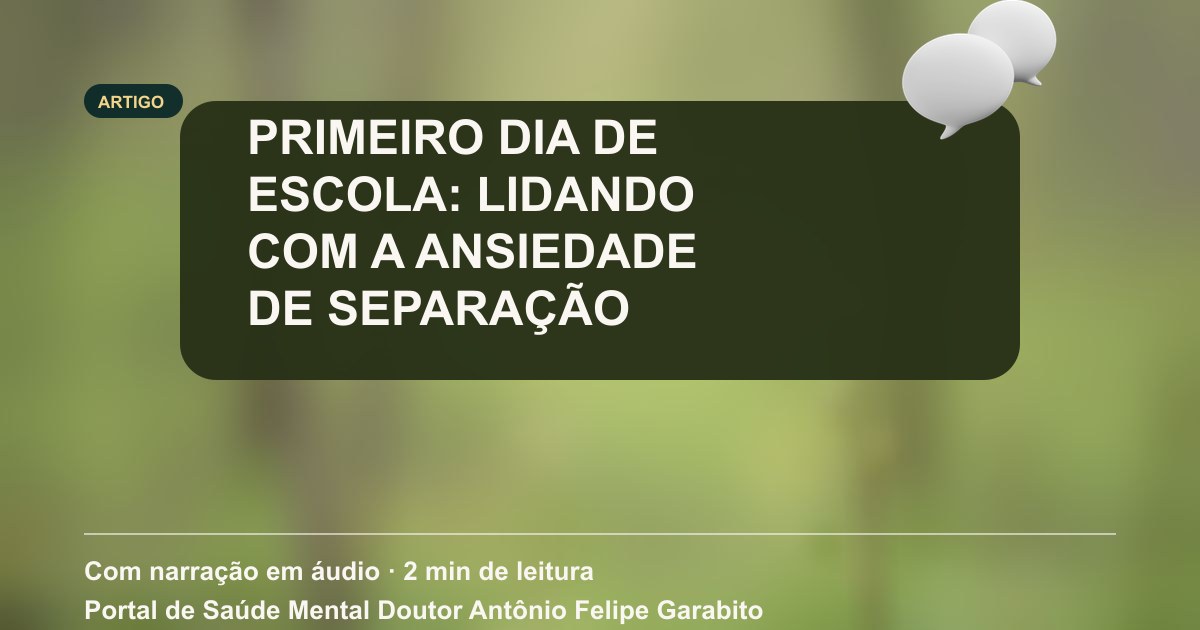 ARTIGO
PRIMEIRO DIA DE
ESCOLA: LIDANDO
COM A ANSIEDADE
DE SEPARAÇÃO
Com narração em áudio · 2 min de leitura
Portal de Saúde Mental Doutor Antônio Felipe Garabito